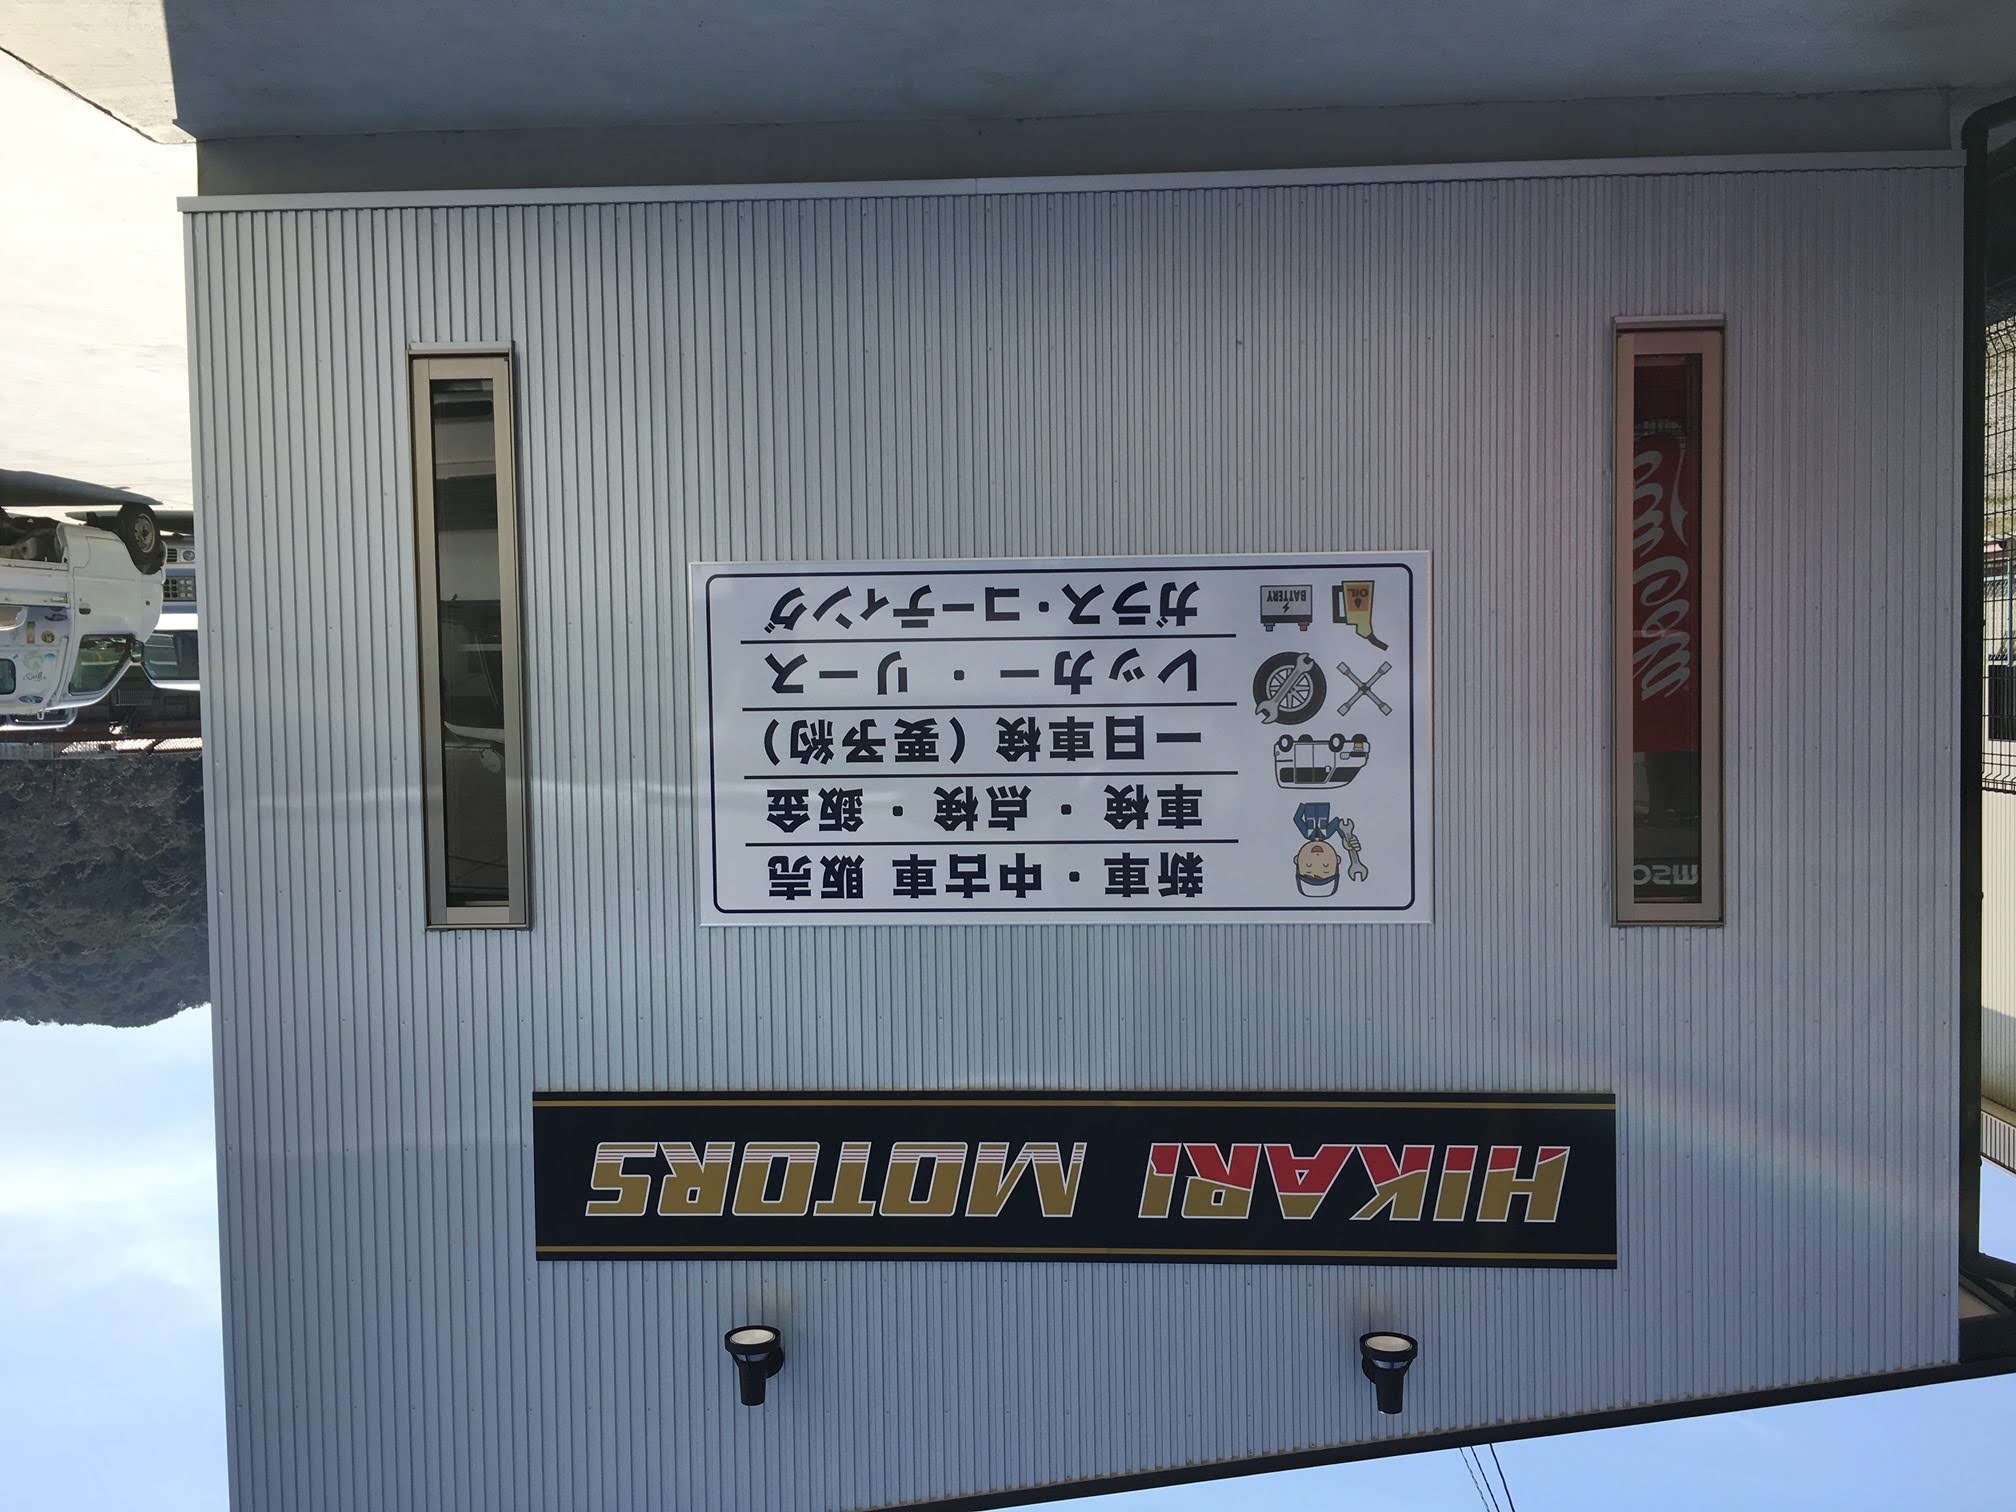 HIKARI MOTORS
新車・中古車 販売
車検・点検・鈑金
一日車検（要予約）
レッカー・リース
ガラス・コーディング
BATTERY
OIL